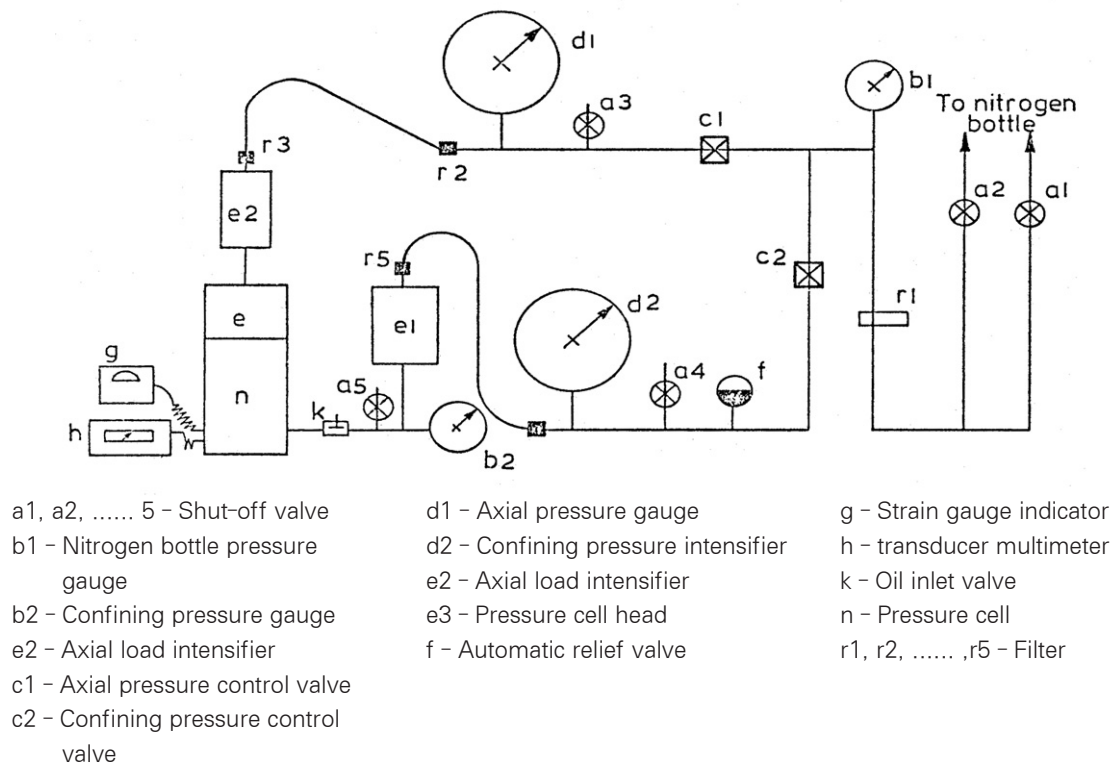 d1
b1
a3
c1
To nitrogen
bottle
r3
r2
a2
a1
e2
r5
c2
d2
e1
r1
e
g
a5
a4
f
n
k
h
b2
a1, a2, ...... 5 – Shut-off valve
b1 – Nitrogen bottle pressure
gauge
b2 – Confining pressure gauge
e2 – Axial load intensifier
c1 – Axial pressure control valve
c2 – Confining pressure control
valve
d1 – Axial pressure gauge
d2 – Confining pressure intensifier
e2 – Axial load intensifier
e3 – Pressure cell head
f – Automatic relief valve
g – Strain gauge indicator
h – transducer multimeter
k – Oil inlet valve
n – Pressure cell
r1, r2, ...... ,r5 – Filter